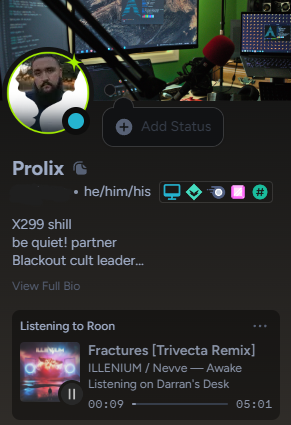 Add Status
Prolix
• he/him/his
X299 shill
be quiet! partner
Blackout cult leader...
View Full Bio
Listening to Roon
Fractures [Trivecta Remix]
ILLENIUM / Nevve — Awake
Listening on Darran's Desk
00:09
05:01
ILLENIUM